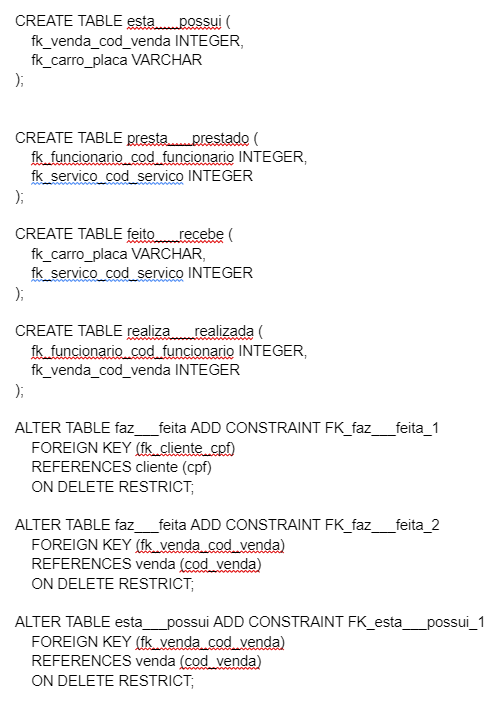 CREATE TABLE esta___possui (
fk_venda_cod_venda INTEGER,
fk_carro_placa VARCHAR
);
CREATE TABLE presta___prestado (
fk_funcionario_cod_funcionario INTEGER,
fk_servico_cod_servico INTEGER
);
CREATE TABLE feito___recebe (
fk_carro_placa VARCHAR,
fk_servico_cod_servico INTEGER
);
CREATE TABLE realiza___realizada (
fk_funcionario_cod_funcionario INTEGER,
fk_venda_cod_venda INTEGER
);
ALTER TABLE faz___feita ADD CONSTRAINT FK_faz___feita_1
FOREIGN KEY (fk_cliente_cpf)
REFERENCES cliente (cpf)
ON DELETE RESTRICT;
ALTER TABLE faz___feita ADD CONSTRAINT FK_faz___feita_2
FOREIGN KEY (fk_venda_cod_venda)
REFERENCES venda (cod_venda)
ON DELETE RESTRICT;
ALTER TABLE esta___possui ADD CONSTRAINT FK_esta___possui_1
FOREIGN KEY (fk_venda_cod_venda)
REFERENCES venda (cod_venda)
ON DELETE RESTRICT;